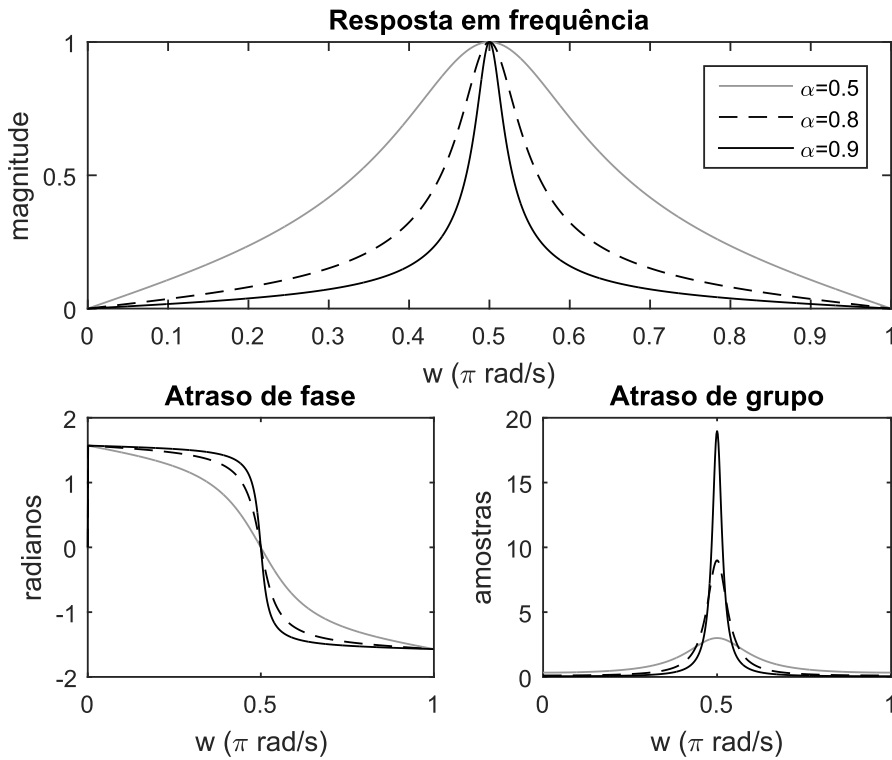 Resposta em frequência
1
0.5
0
magnitude
α=0.5
α=0.8
α=0.9
0 0.1 0.2 0.3 0.4 0.5 0.6 0.7 0.8 0.9 1
w (π rad/s)
Atraso de fase
2
1
0
-1
-2
radianos
0 0.5 1
w (π rad/s)
Atraso de grupo
20
15
10
5
0
amostras
0 0.5 1
w (π rad/s)